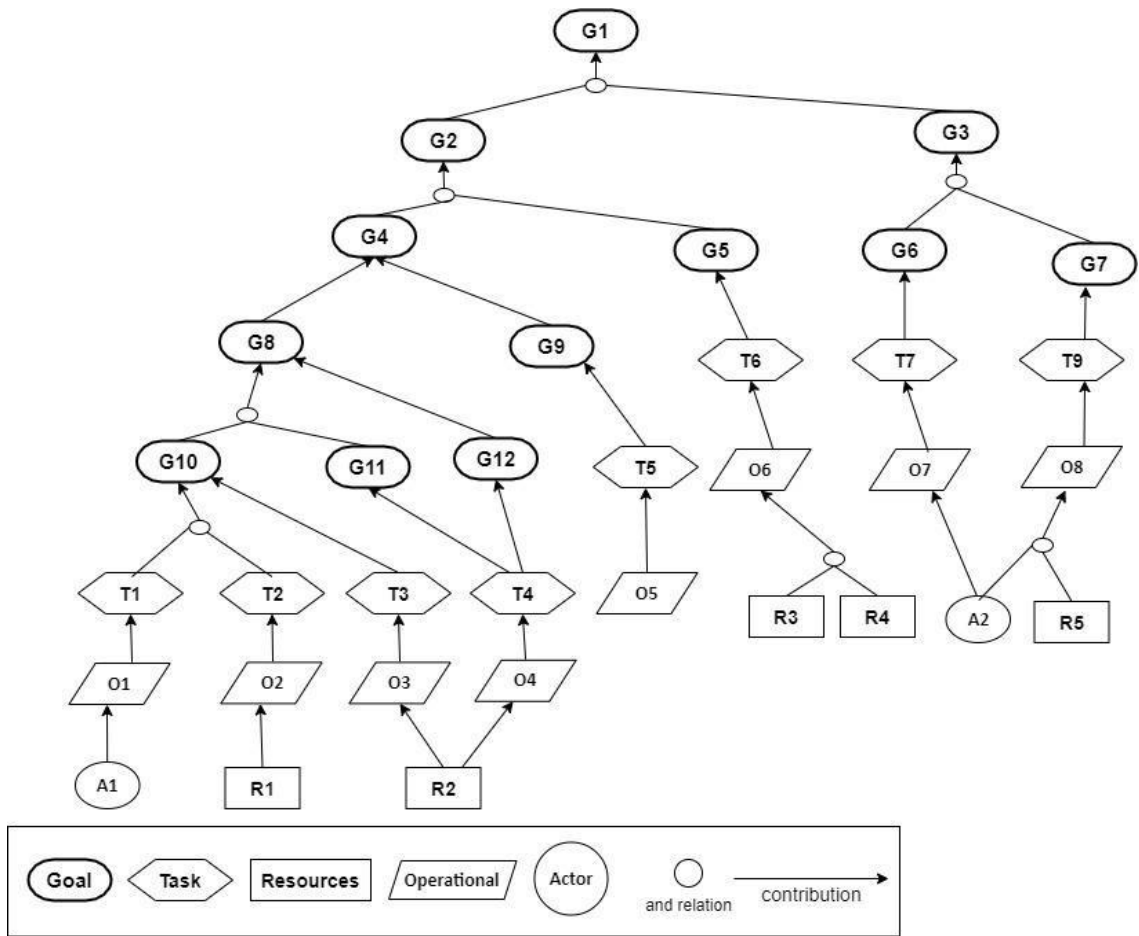 G1
G2
G3
G4
G5
G6
G7
G8
G9
T6
T7
T9
G10
G11
G12
T5
O6
O7
O8
T1
T2
T3
T4
O5
R3
R4
A2
R5
O1
O2
O3
O4
A1
R1
R2
Goal
Task
Resources
Operational
Actor
and relation
contribution